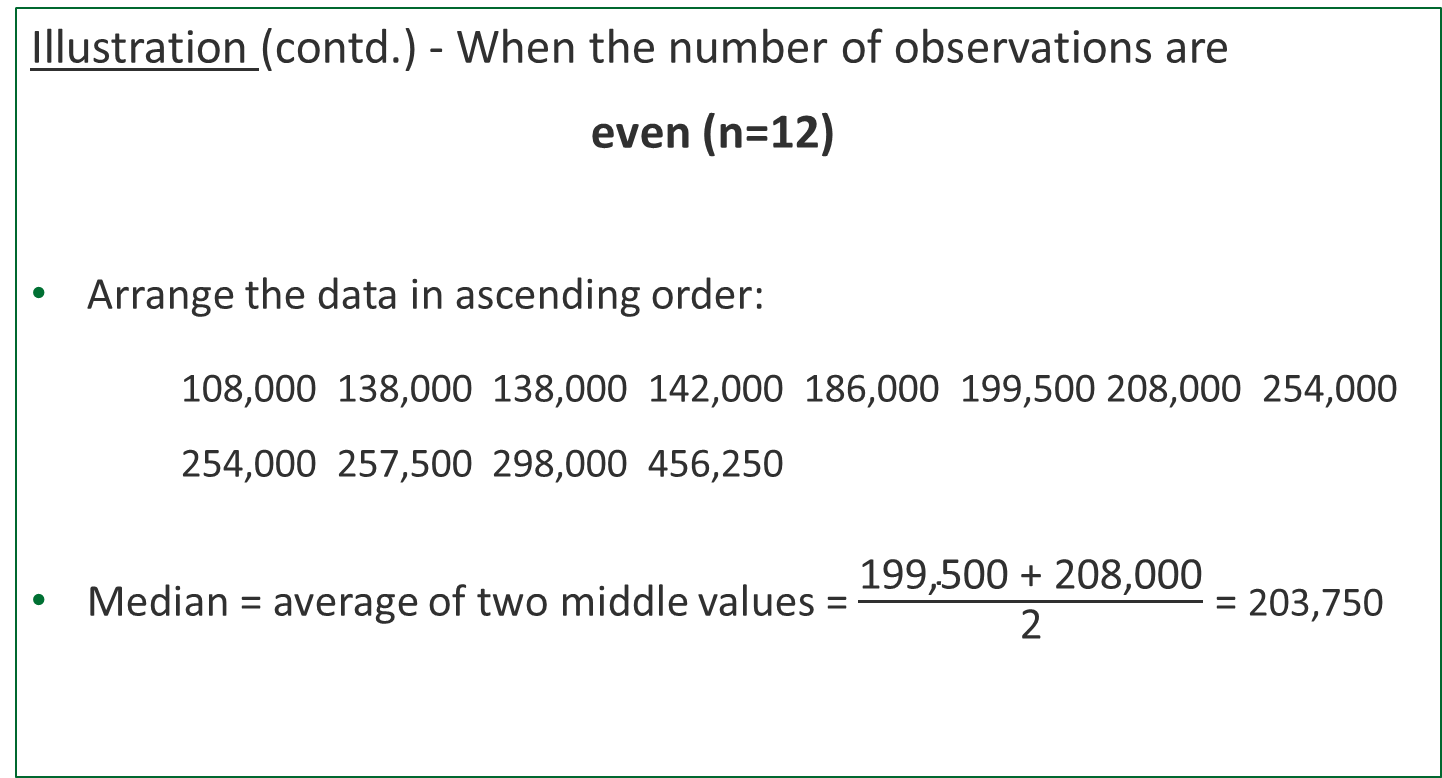 Illustration (contd.) - When the number of observations are
even (n=12)
• Arrange the data in ascending order:
108,000 138,000 138,000 142,000 186,000 199,500 208,000 254,000
254,000 257,500 298,000 456,250
• Median = average of two middle values = 199,500 + 208,000 / 2 = 203,750